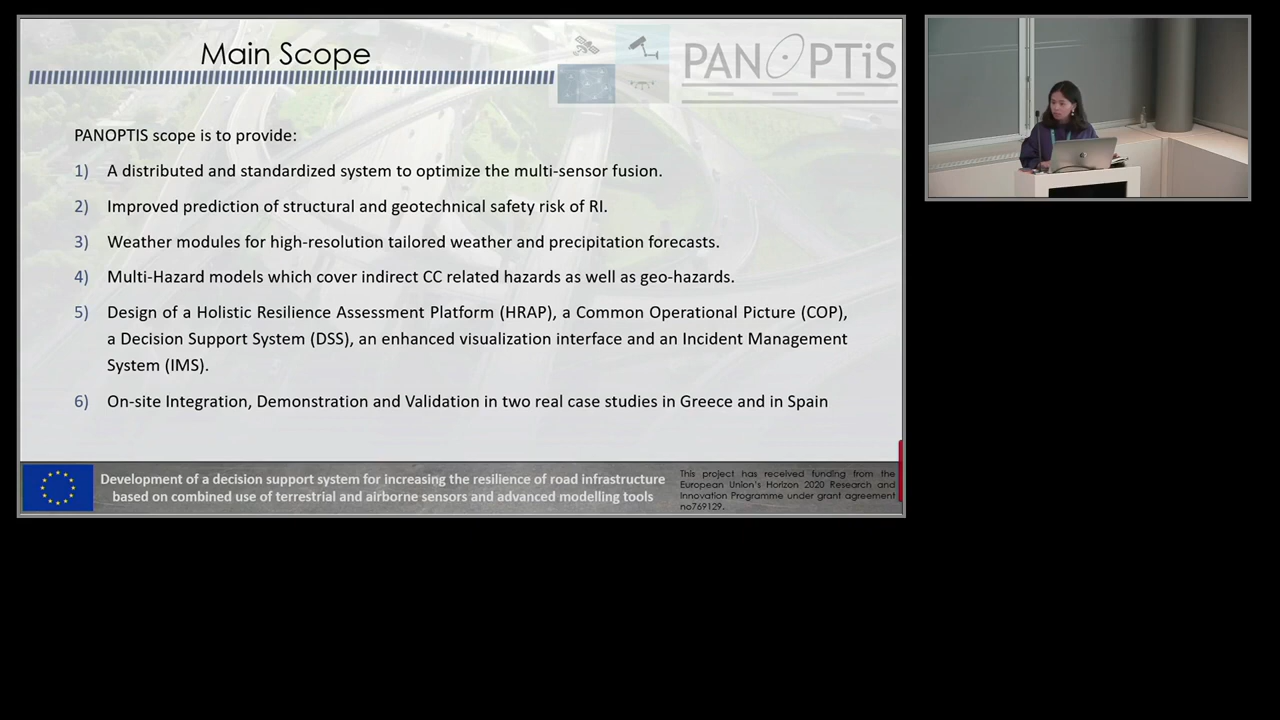 Main Scope
PANOPTiS
PANOPTIS scope is to provide:
1) A distributed and standardized system to optimize the multi-sensor fusion.
2) Improved prediction of structural and geotechnical safety risk of RI.
3) Weather modules for high-resolution tailored weather and precipitation forecasts.
4) Multi-Hazard models which cover indirect CC related hazards as well as geo-hazards.
5) Design of a Holistic Resilience Assessment Platform (HRAP), a Common Operational Picture (COP),
a Decision Support System (DSS), an enhanced visualization interface and an Incident Management
System (IMS).
6) On-site Integration, Demonstration and Validation in two real case studies in Greece and in Spain
Development of a decision support system for increasing the resilience of road infrastructure
based on combined use of terrestrial and airborne sensors and advanced modelling tools
This project has received funding from the
European Union's Horizon 2020 Research and
Innovation Programme under grant agreement
no769129.